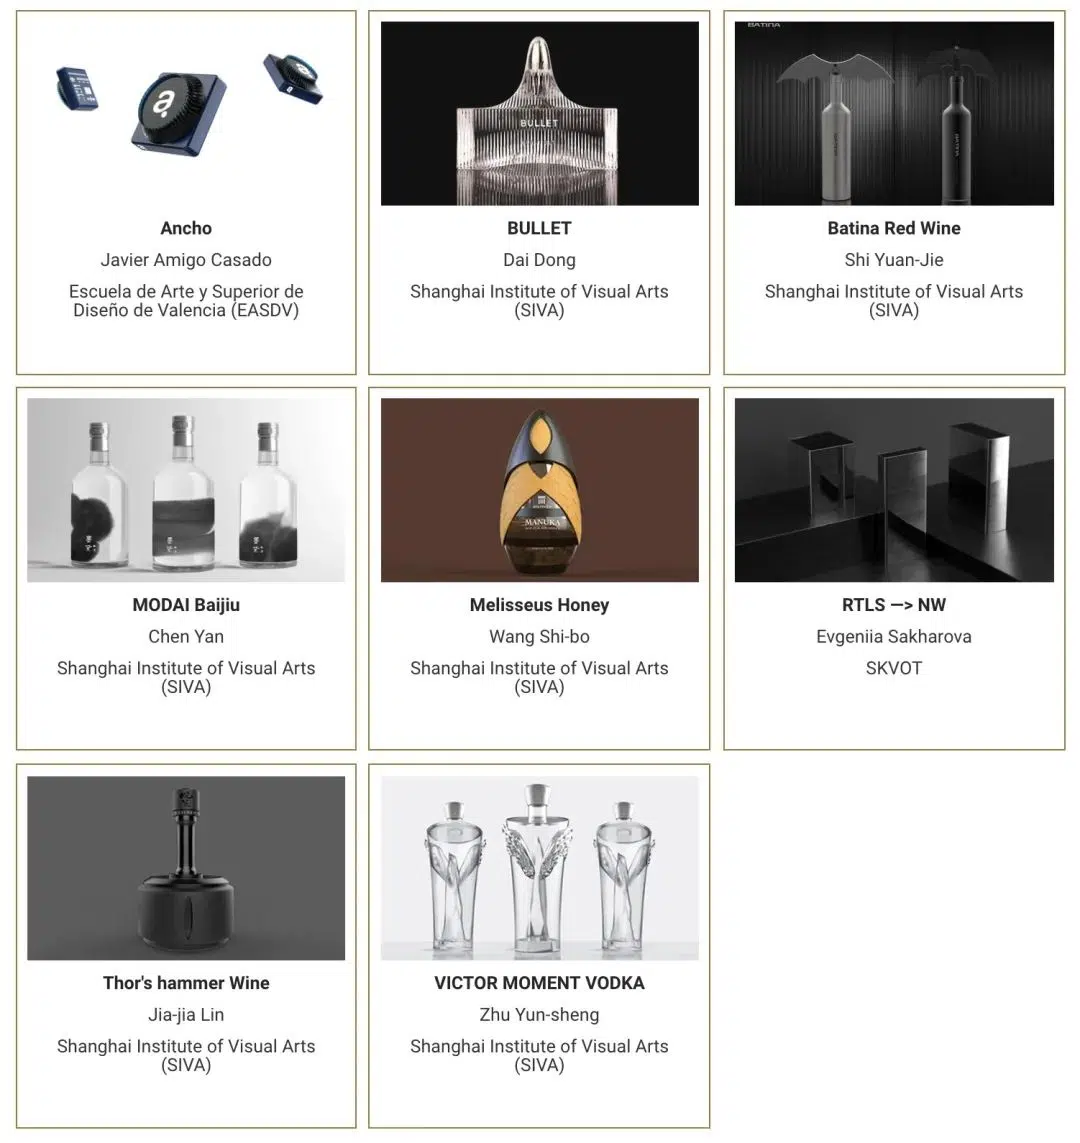 BATINA
BULLET
Ancho
Javier Amigo Casado
Escuela de Arte y Superior de
Diseño de Valencia (EASDV)
BULLET
Dai Dong
Shanghai Institute of Visual Arts
(SIVA)
Batina Red Wine
Shi Yuan-Jie
Shanghai Institute of Visual Arts
(SIVA)
MANUKA
MODAI Baijiu
Chen Yan
Shanghai Institute of Visual Arts
(SIVA)
Melisseus Honey
Wang Shi-bo
Shanghai Institute of Visual Arts
(SIVA)
RTLS —> NW
Evgeniia Sakharova
SKVOT
Thor's hammer Wine
Jia-jia Lin
Shanghai Institute of Visual Arts
(SIVA)
VICTOR MOMENT VODKA
Zhu Yun-sheng
Shanghai Institute of Visual Arts
(SIVA)